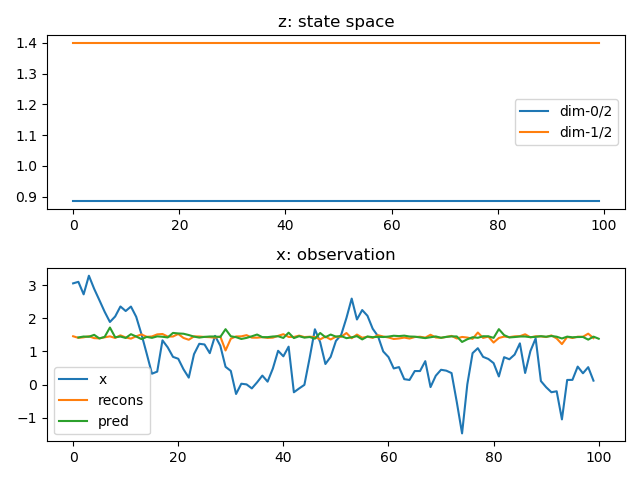 z: state space
1.4
1.3
1.2
1.1
1.0
0.9
dim-0/2
dim-1/2
0 20 40 60 80 100
x: observation
3
2
1
0
−1
x
recons
pred
0 20 40 60 80 100